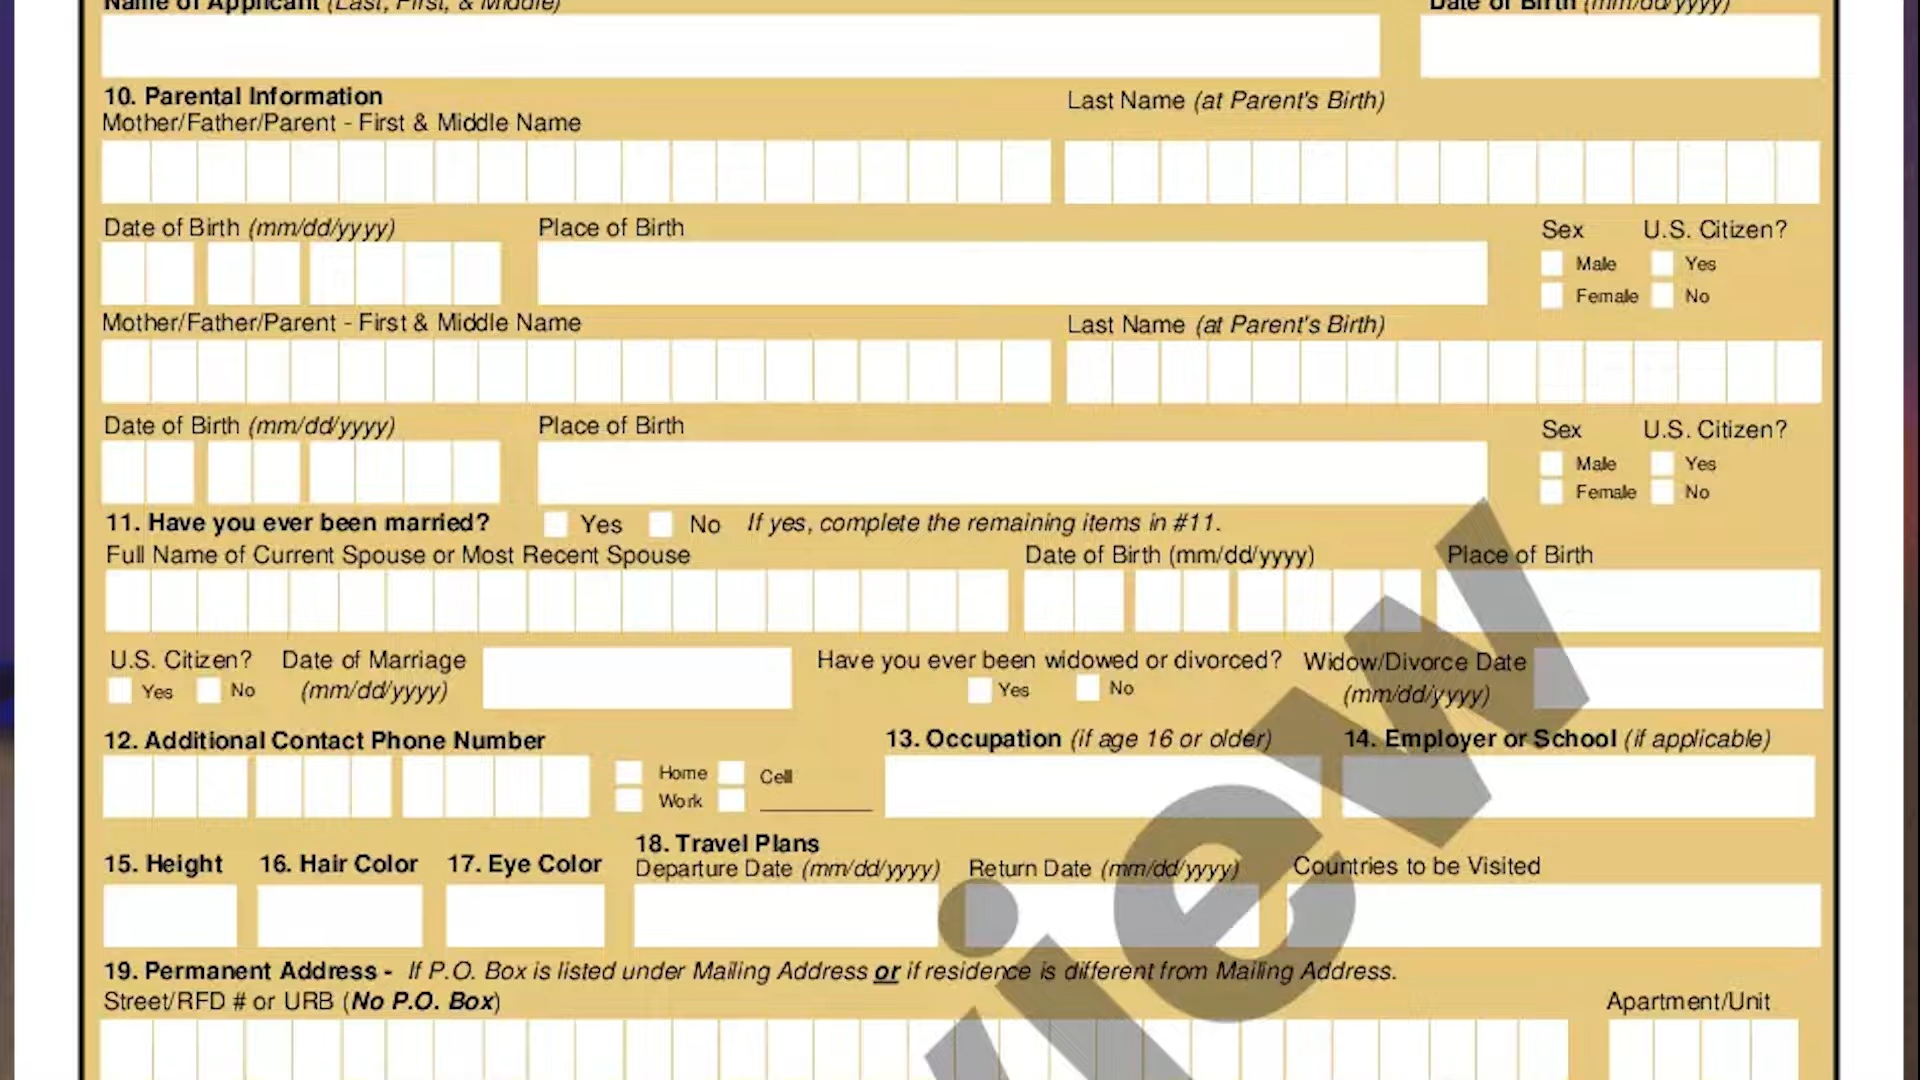 Name of Applicant (Last, First, & Middle) Date of Birth (mm/dd/yyyy)
10. Parental Information
Mother/Father/Parent - First & Middle Name Last Name (at Parent's Birth)
Date of Birth (mm/dd/yyyy) Place of Birth Sex U.S. Citizen?
Male Yes
Female No
Mother/Father/Parent - First & Middle Name Last Name (at Parent's Birth)
Date of Birth (mm/dd/yyyy) Place of Birth Sex U.S. Citizen?
Male Yes
Female No
11. Have you ever been married? Yes No If yes, complete the remaining items in #11.
Full Name of Current Spouse or Most Recent Spouse Date of Birth (mm/dd/yyyy) Place of Birth
U.S. Citizen? Date of Marriage Have you ever been widowed or divorced? Widow/Divorce Date
Yes No (mm/dd/yyyy) Yes No (mm/dd/yyyy)
12. Additional Contact Phone Number 13. Occupation (if age 16 or older) 14. Employer or School (if applicable)
Home Cell
Work
18. Travel Plans
15. Height 16. Hair Color 17. Eye Color Departure Date (mm/dd/yyyy) Return Date (mm/dd/yyyy) Countries to be Visited
19. Permanent Address - If P.O. Box is listed under Mailing Address or if residence is different from Mailing Address.
Street/RFD # or URB (No P.O. Box) Apartment/Unit
iew